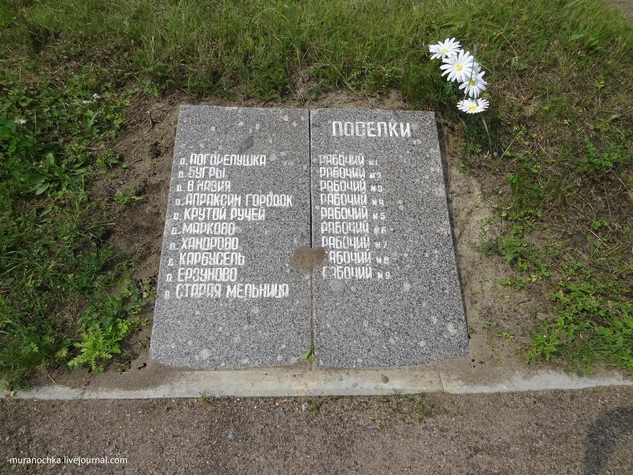 д. ПОГОРЕЛУШКА
д. БУГРЫ
д. В НАЗИЯ
д. АПРАКСИН ГОРОДОК
с. КРУТОЙ РУЧЕЙ
д. МАРКОВО
д. ХАНДРОВО
д. КАРБУСЕЛЬ
д. ЕРЗУНОВО
СТАРАЯ МЕЛЬНИЦА
ПОСЕЛКИ
РАБОЧИЙ №1
РАБОЧИЙ №2
РАБОЧИЙ №3
РАБОЧИЙ №4
РАБОЧИЙ №5
РАБОЧИЙ №6
РАБОЧИЙ №7
РАБОЧИЙ №8
РАБОЧИЙ №9
-muranochka.livejournal.com